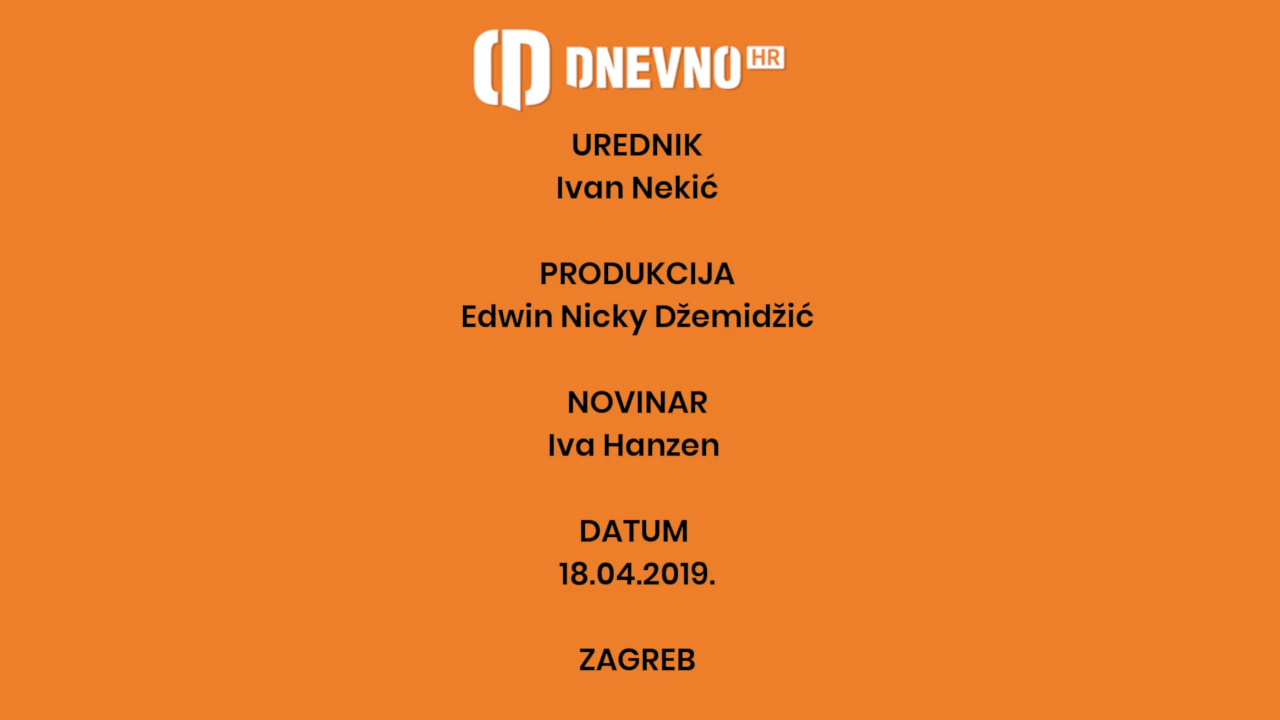 DNEVNO HR
UREDNIK
Ivan Nekić
PRODUKCIJA
Edwin Nicky Džemidžić
NOVINAR
Iva Hanzen
DATUM
18.04.2019.
ZAGREB